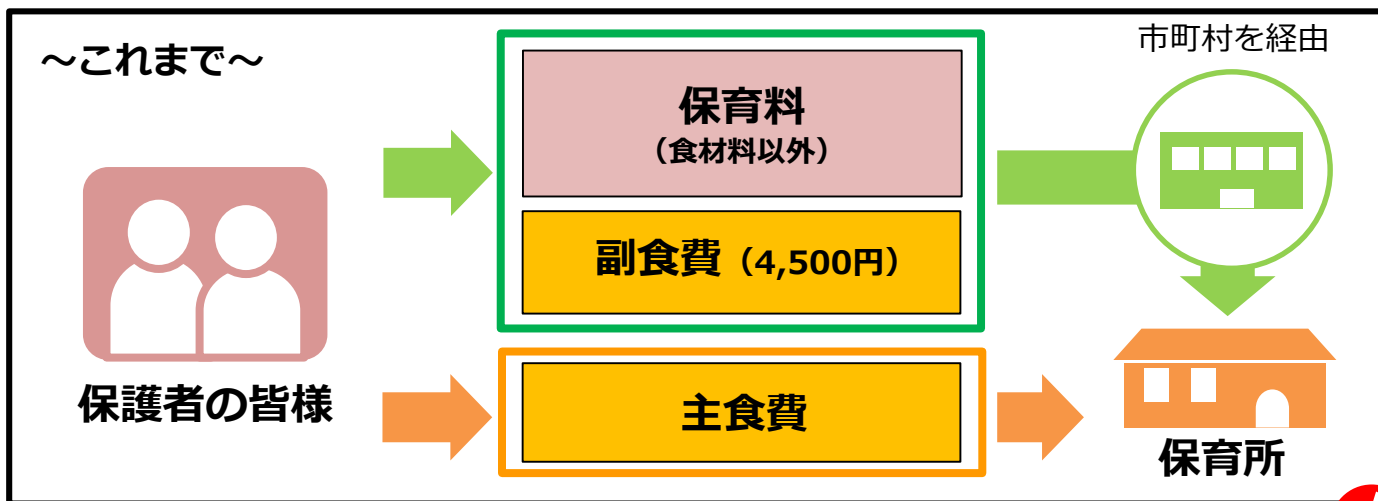 ～これまで～
市町村を経由
保育料
（食材料以外）
副食費（4,500円）
保護者の皆様
主食費
保育所